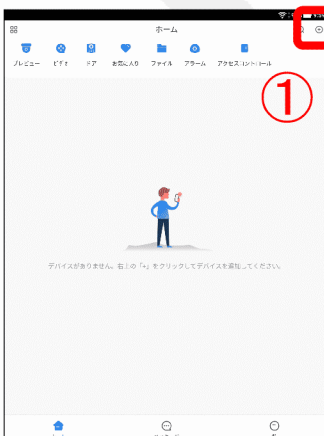 ホーム
プレビュー ビデオ ドア お気に入り ファイル アラーム アクセスコントロール
①
デバイスがありません。右上の「+」をクリックしてデバイスを追加してください。